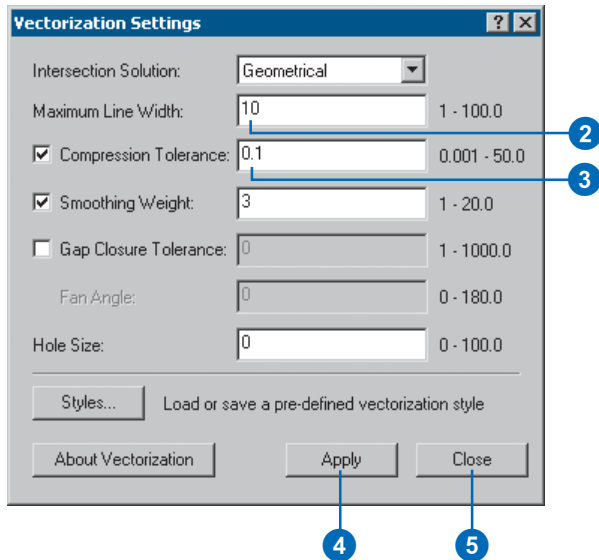 Vectorization Settings ? X
Intersection Solution: Geometrical
Maximum Line Width: 10 1 - 100.0
2
Compression Tolerance: 0.1 0.001 - 50.0
3
Smoothing Weight: 3 1 - 20.0
Gap Closure Tolerance: 0 1 - 1000.0
Fan Angle: 0 0 - 180.0
Hole Size: 0 0 - 100.0
Styles... Load or save a pre-defined vectorization style
About Vectorization Apply Close
4 5